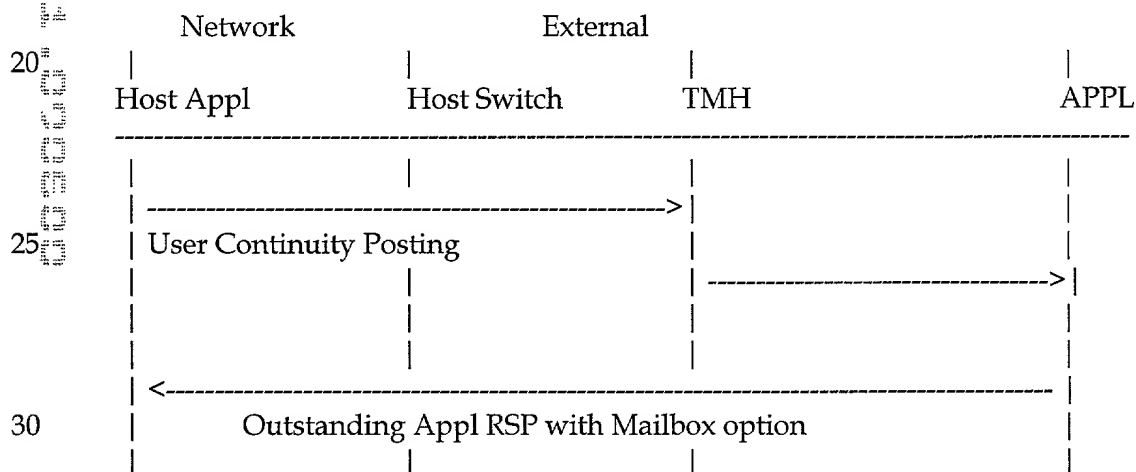 Network External
20
Host Appl Host Switch TMH APPL
User Continuity Posting
25
Outstanding Appl RSP with Mailbox option
30